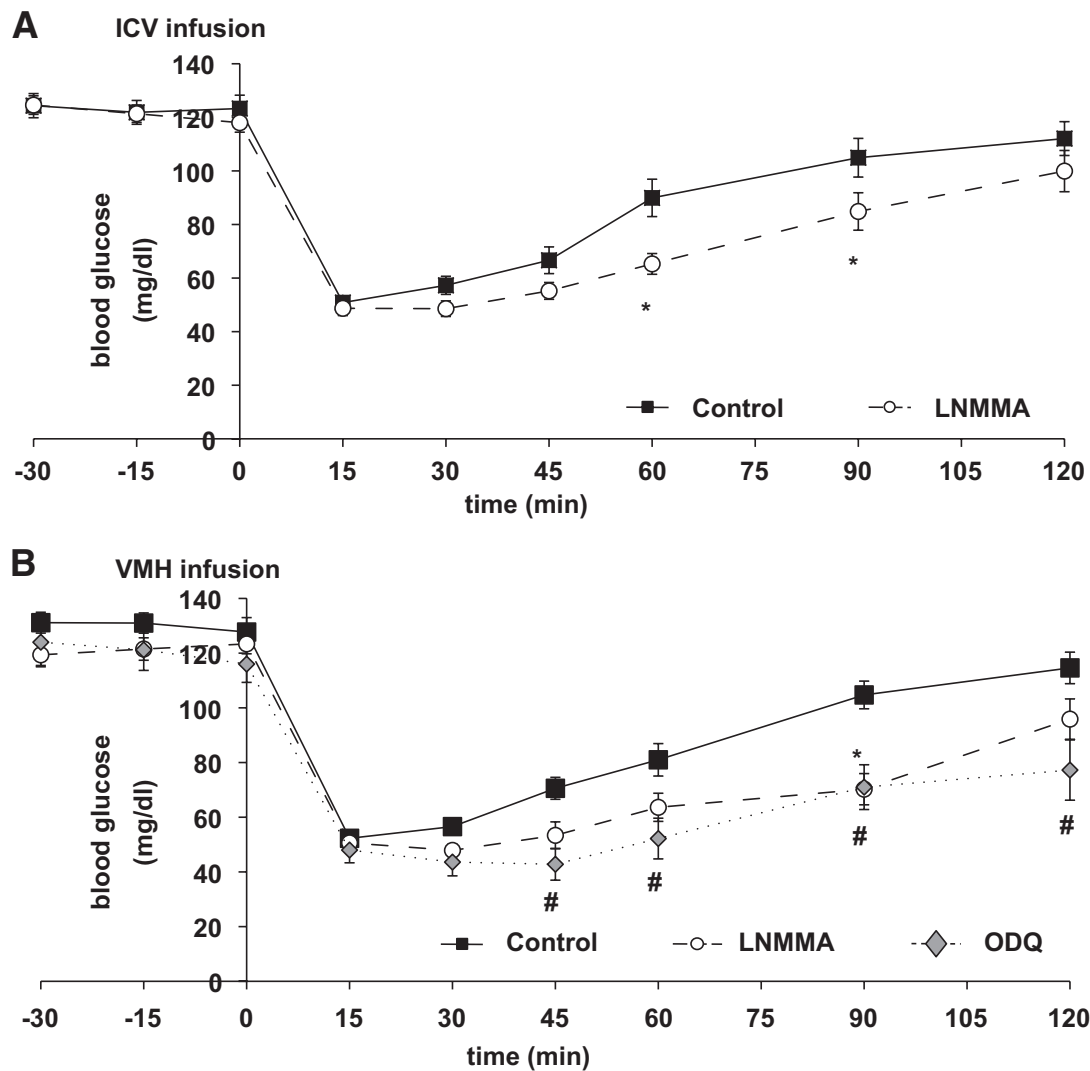 A
ICV infusion
140
120
100
80
60
40
20
0
blood glucose
(mg/dl)
*
*
Control
LNMMA
-30 -15 0 15 30 45 60 75 90 105 120
time (min)
B
VMH infusion
140
120
100
80
60
40
20
0
blood glucose
(mg/dl)
*
#
#
#
#
Control
LNMMA
ODQ
-30 -15 0 15 30 45 60 75 90 105 120
time (min)